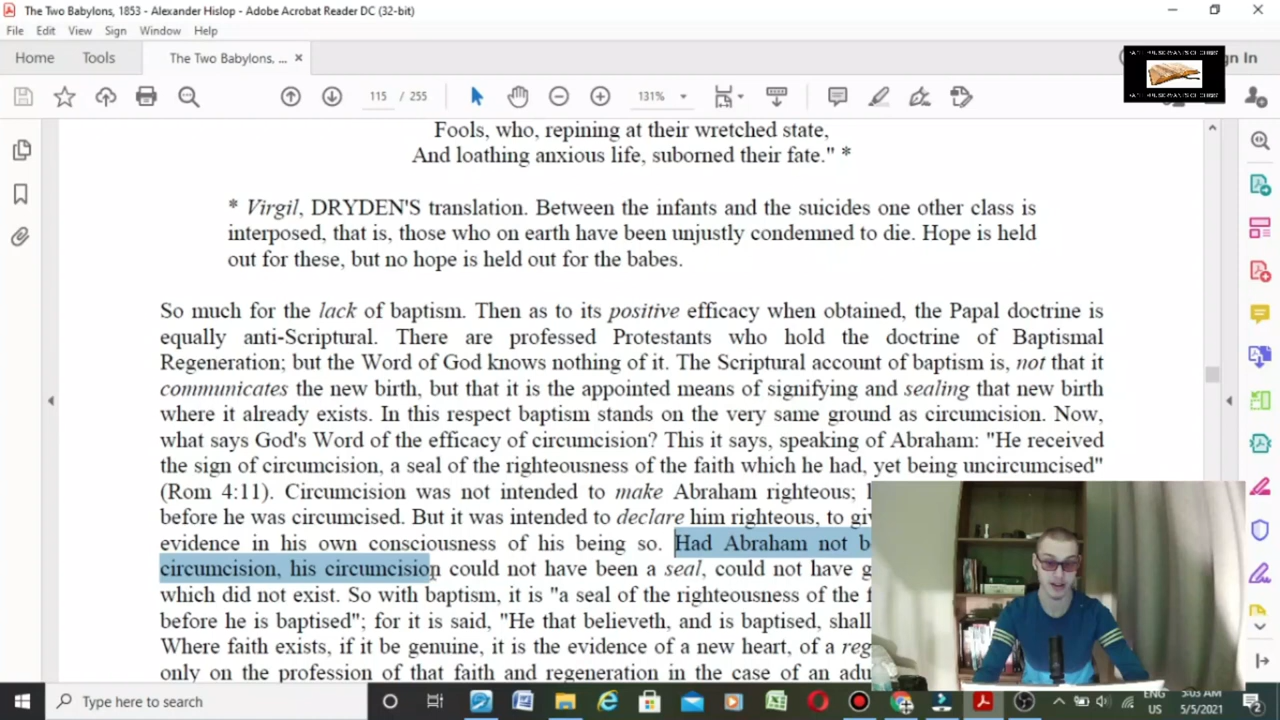 The Two Babylons, 1853 - Alexander Hislop - Adobe Acrobat Reader DC (32-bit)
File Edit View Sign Window Help
Home Tools The Two Babylons, ... × gn In
115 / 255 131%
Fools, who, repining at their wretched state,
And loathing anxious life, suborned their fate." *
* Virgil, DRYDEN'S translation. Between the infants and the suicides one other class is
interposed, that is, those who on earth have been unjustly condemned to die. Hope is held
out for these, but no hope is held out for the babes.
So much for the lack of baptism. Then as to its positive efficacy when obtained, the Papal doctrine is
equally anti-Scriptural. There are professed Protestants who hold the doctrine of Baptismal
Regeneration; but the Word of God knows nothing of it. The Scriptural account of baptism is, not that it
communicates the new birth, but that it is the appointed means of signifying and sealing that new birth
where it already exists. In this respect baptism stands on the very same ground as circumcision. Now,
what says God's Word of the efficacy of circumcision? This it says, speaking of Abraham: "He received
the sign of circumcision, a seal of the righteousness of the faith which he had, yet being uncircumcised"
(Rom 4:11). Circumcision was not intended to make Abraham righteous;
before he was circumcised. But it was intended to declare him righteous, to
evidence in his own consciousness of his being so. Had Abraham not
circumcision, his circumcision could not have been a seal, could not have
which did not exist. So with baptism, it is "a seal of the righteousness of the
before he is baptised"; for it is said, "He that believeth, and is baptised,
Where faith exists, if it be genuine, it is the evidence of a new heart, of a
only on the profession of that faith and regeneration in the case of an
Type here to search
ENG 5:03 AM
US 5/5/2021